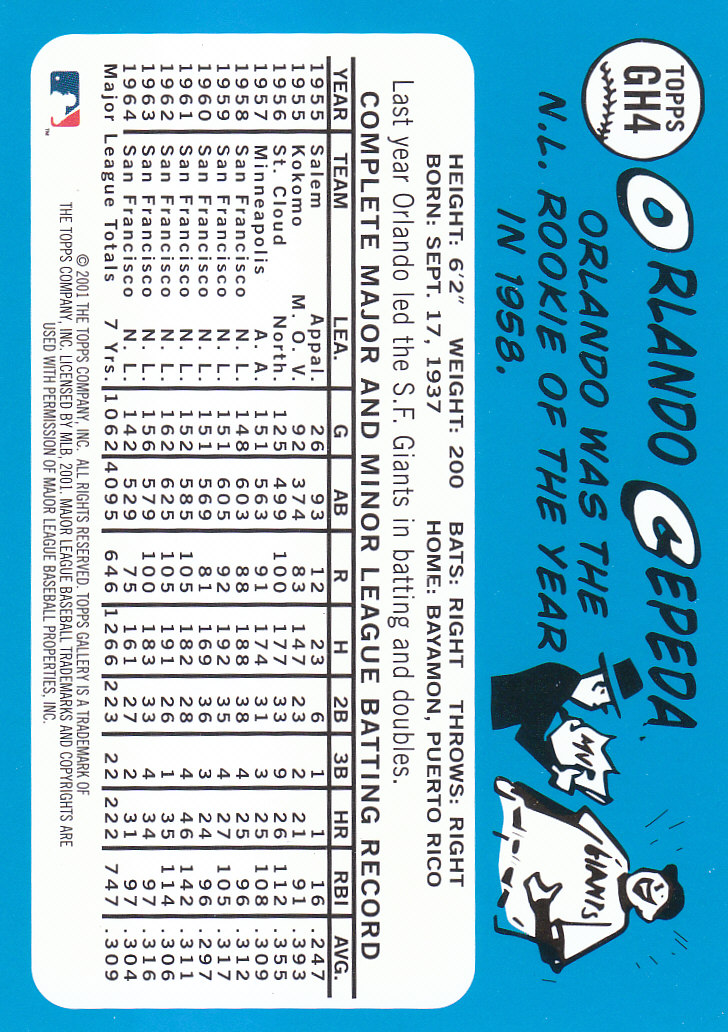 TOPPS
GH4
ORLANDO CEPEDA
ORLANDO WAS THE
N.L. ROOKIE OF THE YEAR
IN 1958.
MVP
GIANTS
HEIGHT: 6'2" WEIGHT: 200 BATS: RIGHT THROWS: RIGHT
BORN: SEPT. 17, 1937 HOME: BAYAMON, PUERTO RICO
Last year Orlando led the S.F. Giants in batting and doubles.
COMPLETE MAJOR AND MINOR LEAGUE BATTING RECORD
YEAR TEAM LEA. G AB R H 2B 3B HR RBI AVG.
1955 Salem Appal. 26 93 12 23 6 1 1 16 .247
1955 Kokomo M. O. V. 92 374 83 147 23 2 21 91 .393
1956 St. Cloud North. 125 499 100 177 33 9 26 112 .355
1957 Minneapolis A. A. 151 563 91 174 31 3 25 108 .309
1958 San Francisco N. L. 148 603 88 188 38 4 25 96 .312
1959 San Francisco N. L. 151 605 92 192 35 4 27 105 .317
1960 San Francisco N. L. 151 569 81 169 36 3 24 96 .297
1961 San Francisco N. L. 152 585 105 182 28 4 46 142 .311
1962 San Francisco N. L. 162 625 105 191 26 1 35 114 .306
1963 San Francisco N. L. 156 579 100 183 33 4 34 97 .316
1964 San Francisco N. L. 142 529 75 161 27 2 31 97 .304
Major League Totals 7 Yrs. 1062 4095 646 1266 223 22 222 747 .309
TM
© 2001 THE TOPPS COMPANY, INC. ALL RIGHTS RESERVED. TOPPS GALLERY IS A TRADEMARK OF
THE TOPPS COMPANY, INC. LICENSED BY MLB, 2001. MAJOR LEAGUE BASEBALL TRADEMARKS AND COPYRIGHTS ARE
USED WITH PERMISSION OF MAJOR LEAGUE BASEBALL PROPERTIES, INC.